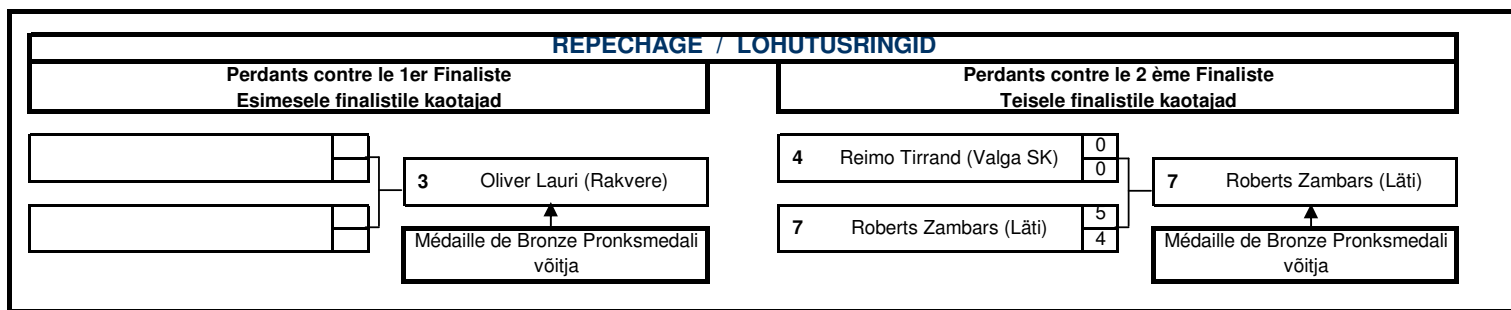 REPECHAGE / LOHUTUSRINGID
Perdants contre le 1er Finaliste
Esimesele finalistile kaotajad
Perdants contre le 2 ème Finaliste
Teisele finalistile kaotajad
3 Oliver Lauri (Rakvere)
Médaille de Bronze Pronksmedali
võitja
4 Reimo Tirrand (Valga SK) 0
0
7 Roberts Zambars (Läti) 5
4
7 Roberts Zambars (Läti)
Médaille de Bronze Pronksmedali
võitja